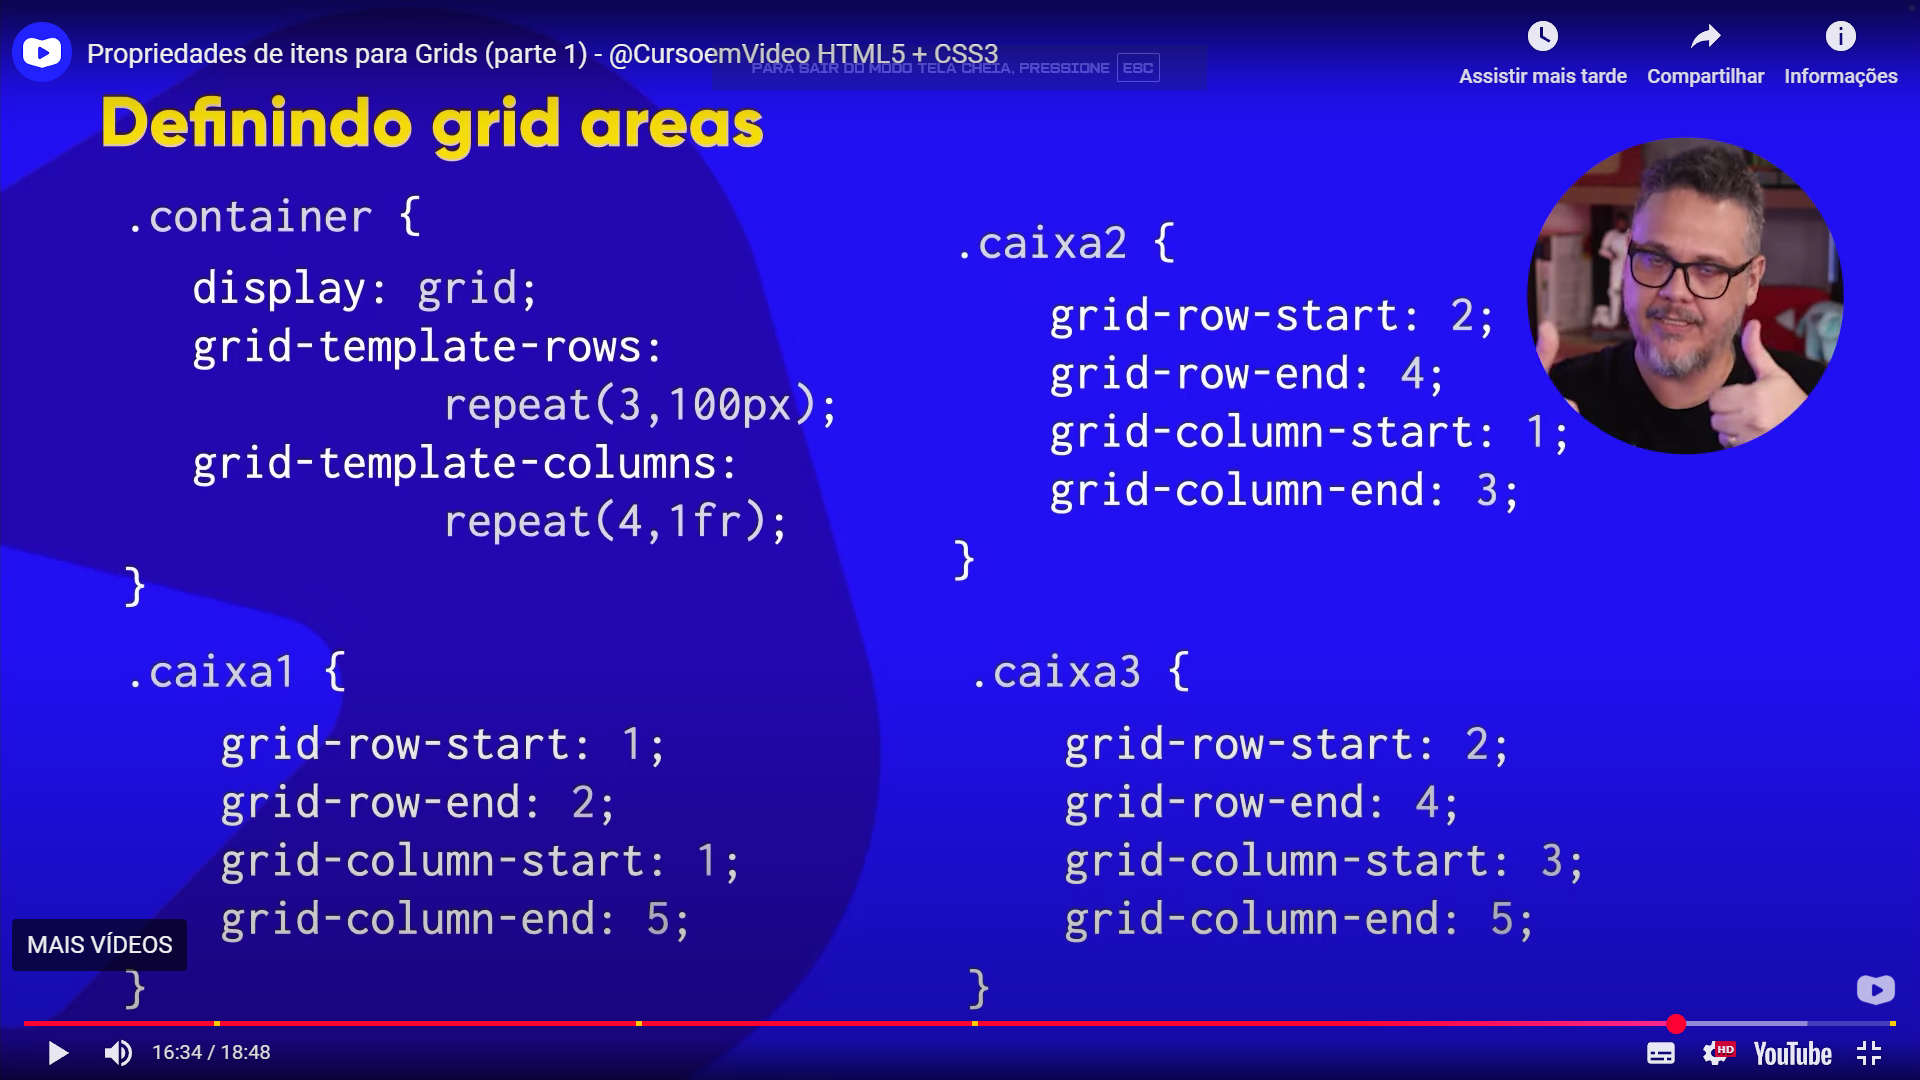 Propriedades de itens para Grids (parte 1) - @CursoemVideo HTML5 + CSS3
PARA SAIR DO MODO TELA CHEIA, PRESSIONE ESC
Assistir mais tarde
Compartilhar
Informações
Definindo grid areas
.container {
display: grid;
grid-template-rows:
repeat(3,100px);
grid-template-columns:
repeat(4,1fr);
}
.caixa1 {
grid-row-start: 1;
grid-row-end: 2;
grid-column-start: 1;
grid-column-end: 5;
}
.caixa2 {
grid-row-start: 2;
grid-row-end: 4;
grid-column-start: 1;
grid-column-end: 3;
}
.caixa3 {
grid-row-start: 2;
grid-row-end: 4;
grid-column-start: 3;
grid-column-end: 5;
}
MAIS VÍDEOS
16:34 / 18:48
HD
YouTube